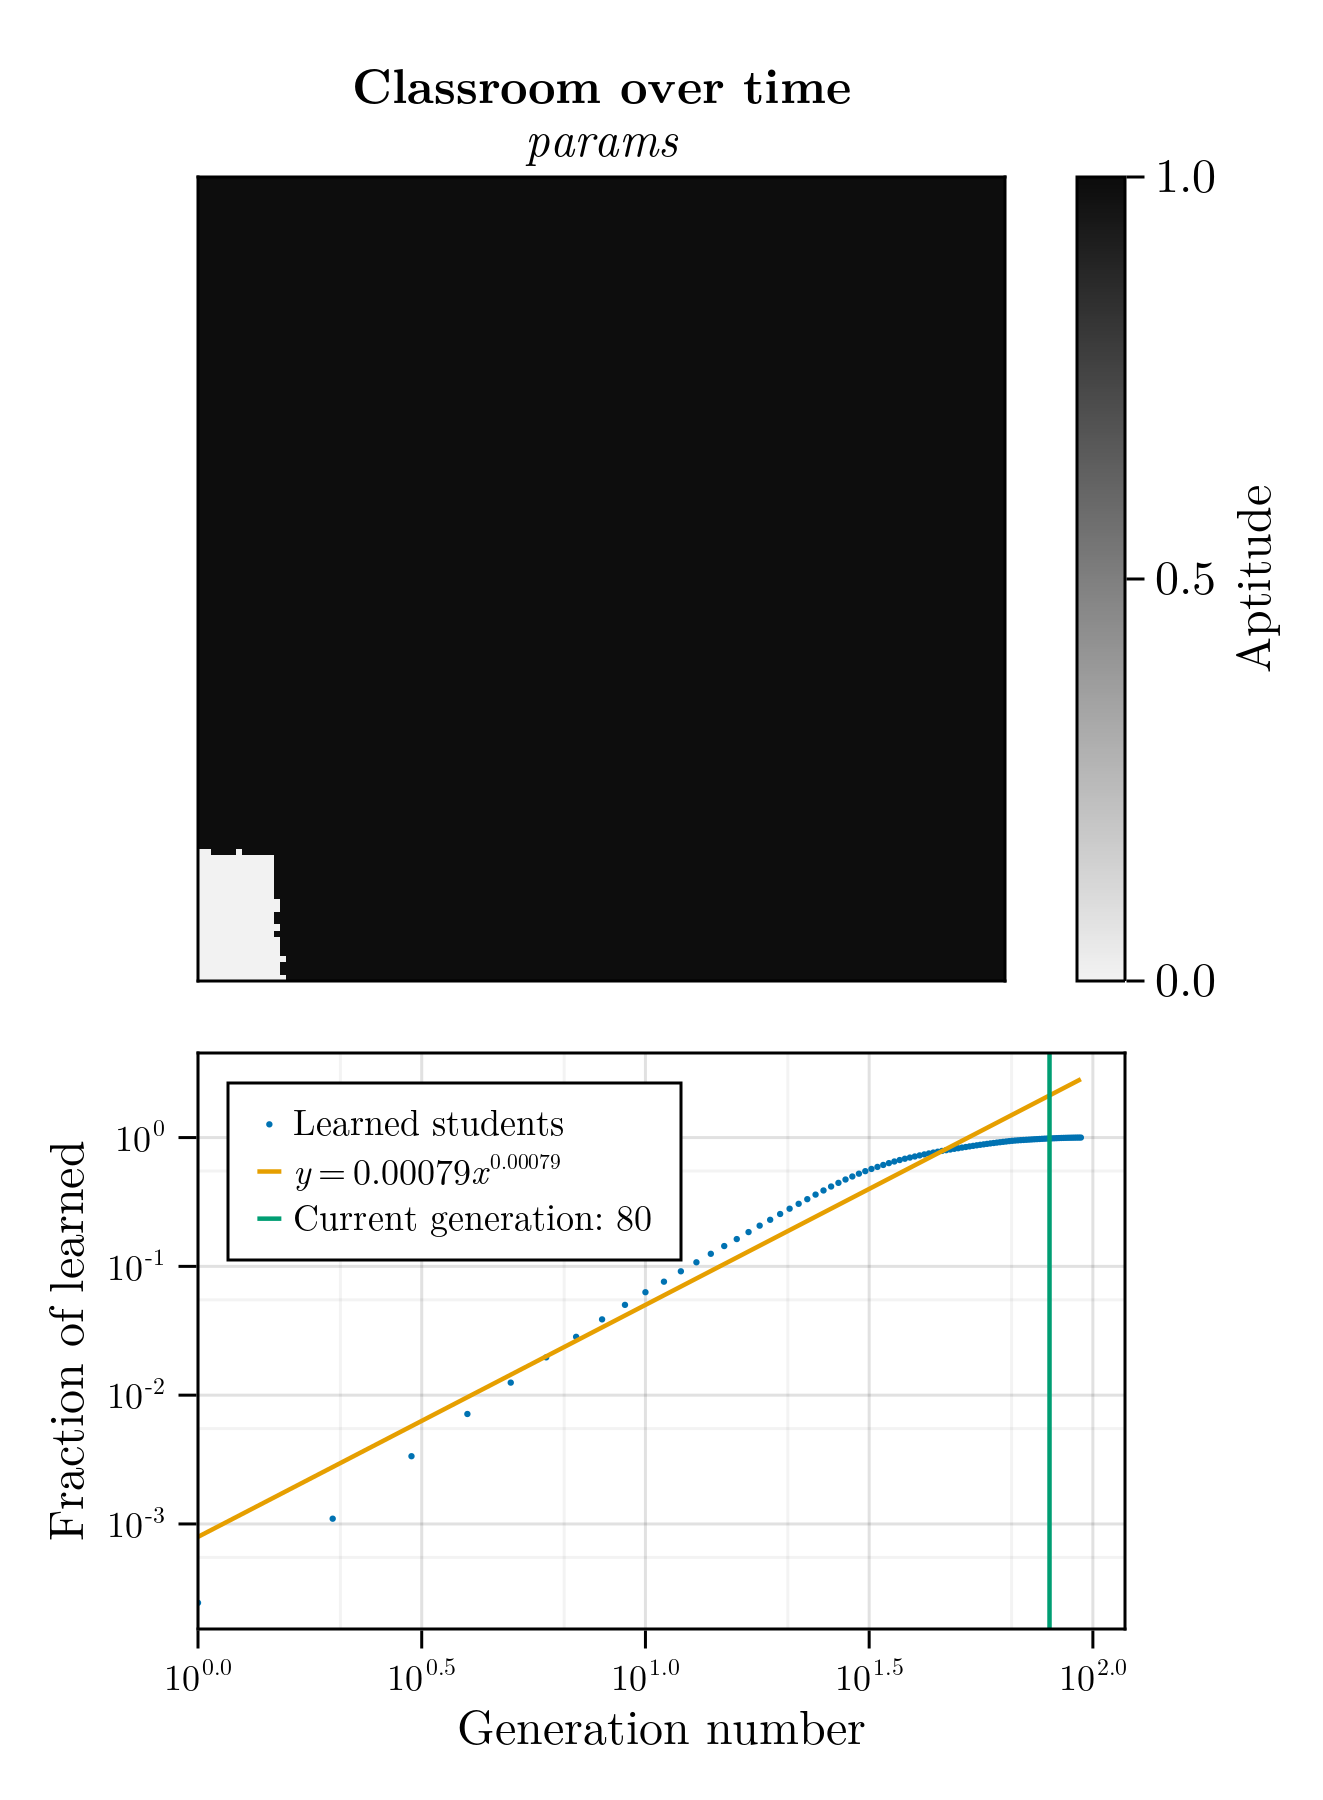 Classroom over time
params
1.0
0.5
0.0
Aptitude
Learned students
y = 0.00079x^0.00079
Current generation: 80
10^0
10^-1
10^-2
10^-3
Fraction of learned
10^0.0 10^0.5 10^1.0 10^1.5 10^2.0
Generation number